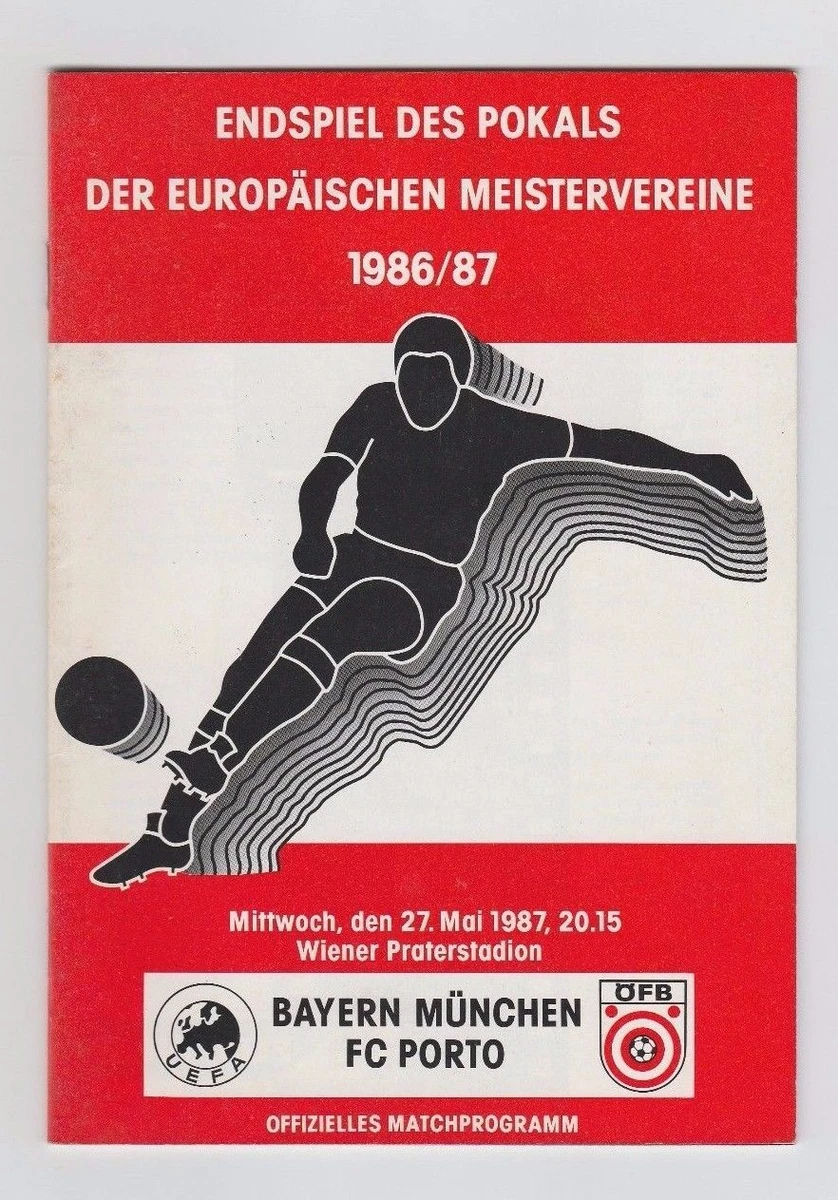 ENDSPIEL DES POKALS
DER EUROPÄISCHEN MEISTERVEREINE
1986/87
Mittwoch, den 27. Mai 1987, 20.15
Wiener Praterstadion
UEFA
BAYERN MÜNCHEN
FC PORTO
ÖFB
OFFIZIELLES MATCHPROGRAMM